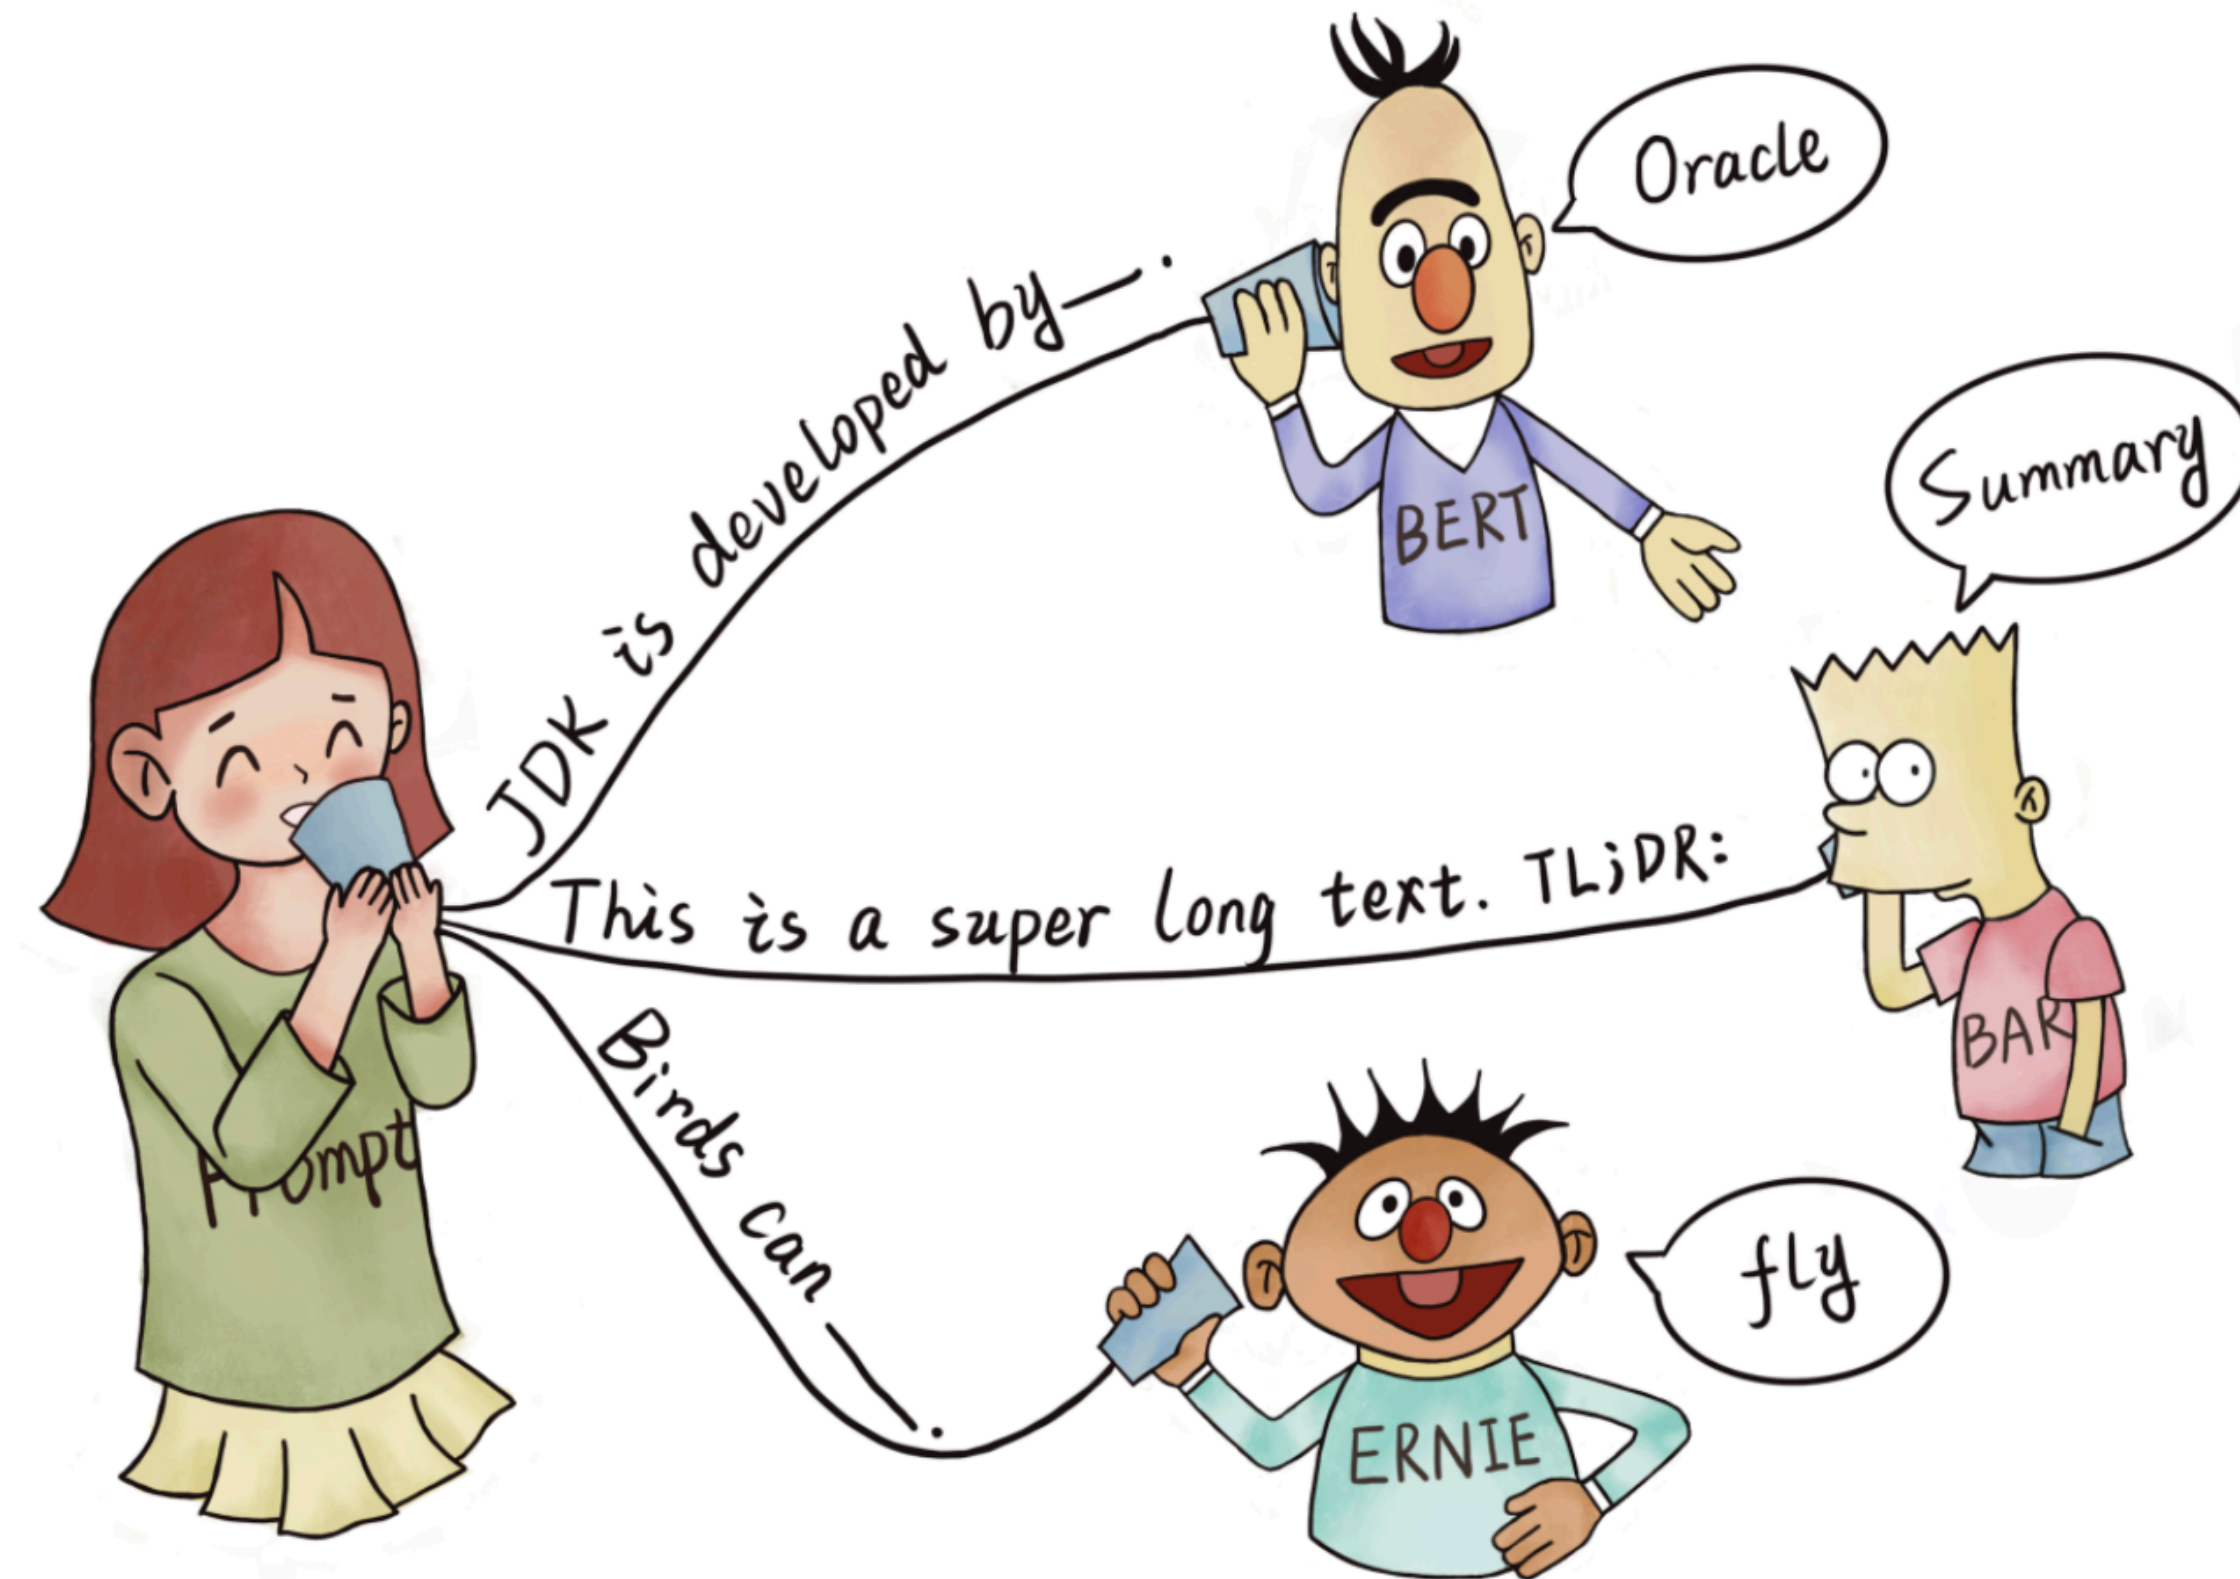 JDK is developed by — .
Oracle
BERT
This is a super long text. TL;DR:
Summary
BAR
Prompt
Birds can — .
fly
ERNIE